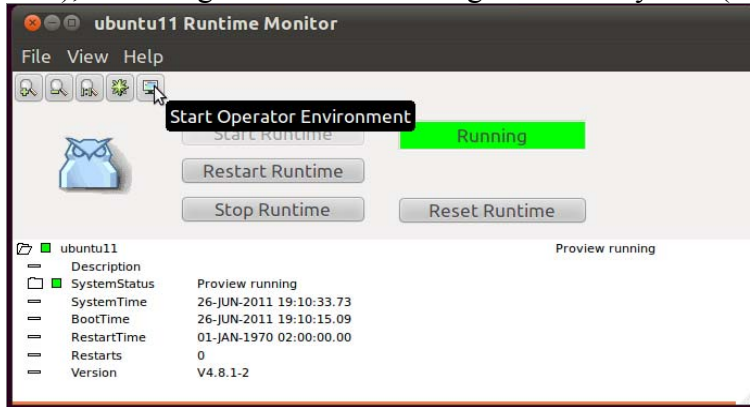 ubuntu11 Runtime Monitor
File View Help
Start Operator Environment
Start Runtime Running
Restart Runtime
Stop Runtime Reset Runtime
ubuntu11 Proview running
Description
SystemStatus Proview running
SystemTime 26-JUN-2011 19:10:33.73
BootTime 26-JUN-2011 19:10:15.09
RestartTime 01-JAN-1970 02:00:00.00
Restarts 0
Version V4.8.1-2